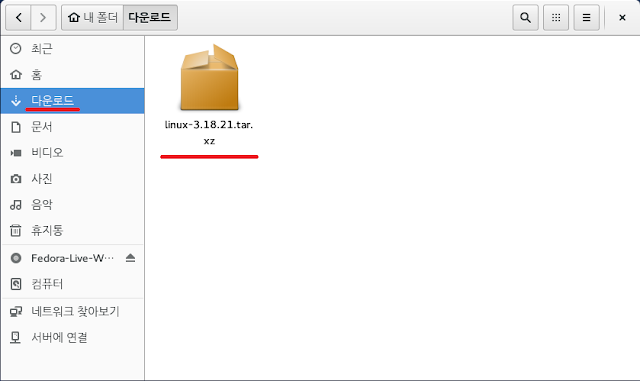 내 폴더 다운로드
최근
홈
다운로드
문서
비디오
사진
음악
휴지통
Fedora-Live-W…
컴퓨터
네트워크 찾아보기
서버에 연결
linux-3.18.21.tar.
xz